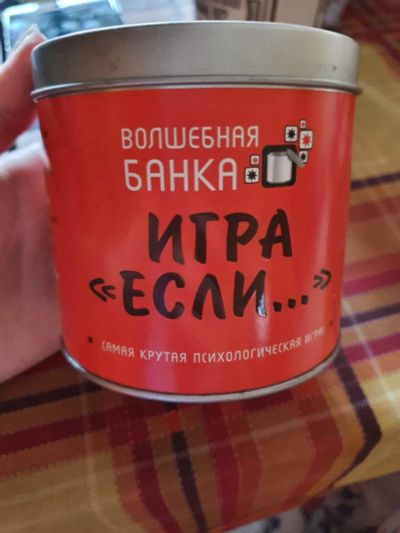 ВОЛШЕБНАЯ
БАНКА
ИГРА
«ЕСЛИ...»
• САМАЯ КРУТАЯ ПСИХОЛОГИЧЕСКАЯ ИГРА! •